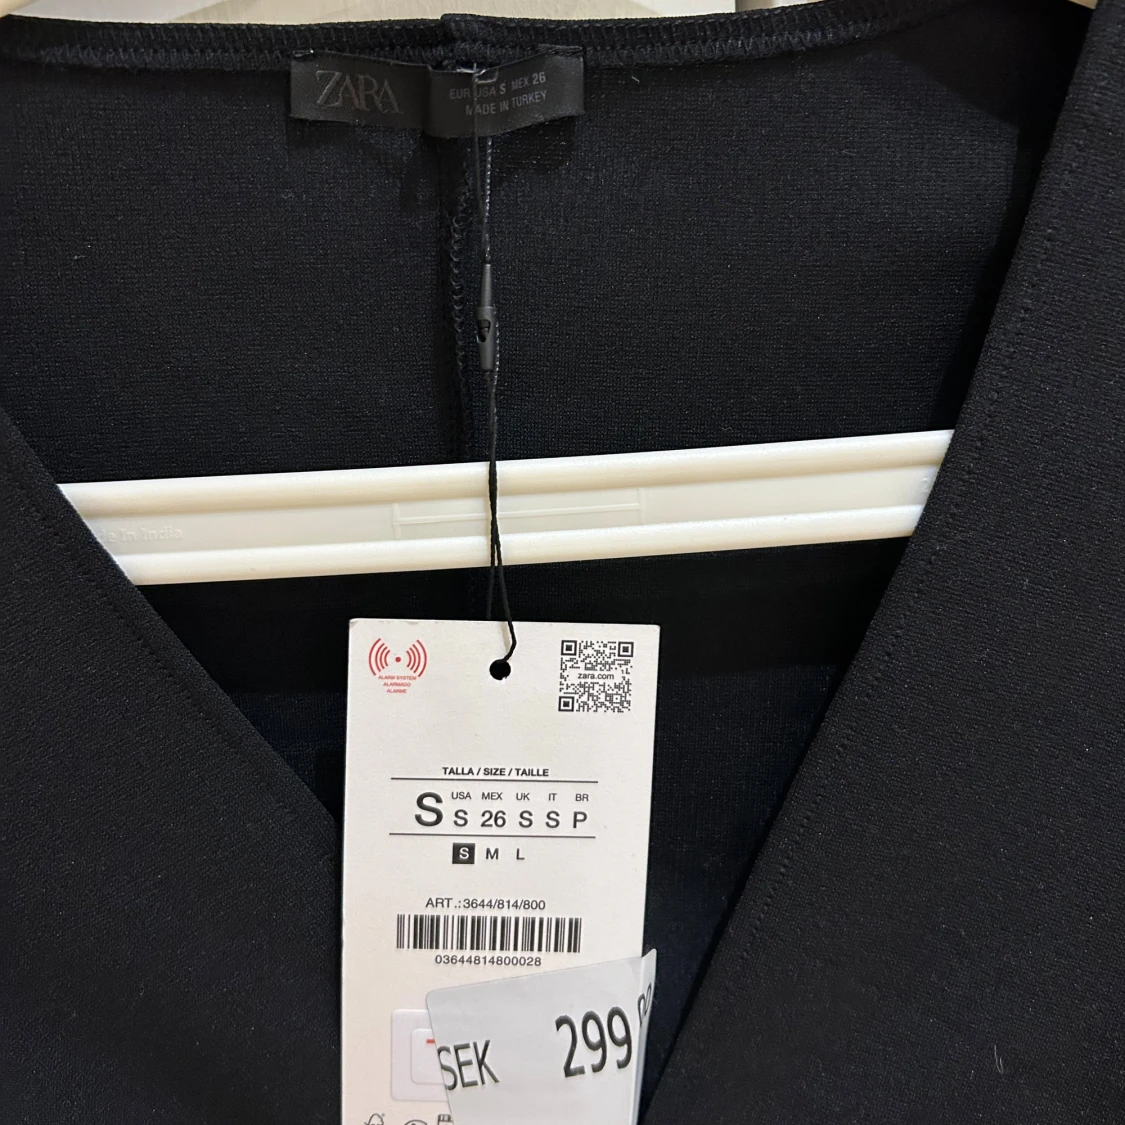 ZARA
EUR USA S MEX 26
MADE IN TURKEY
de In India
ALARM SYSTEM
ALARMADO
ALARME
zara.com
TALLA / SIZE / TAILLE
USA MEX UK IT BR
S S 26 S S P
S M L
ART.:3644/814/800
03644814800028
SEK 299